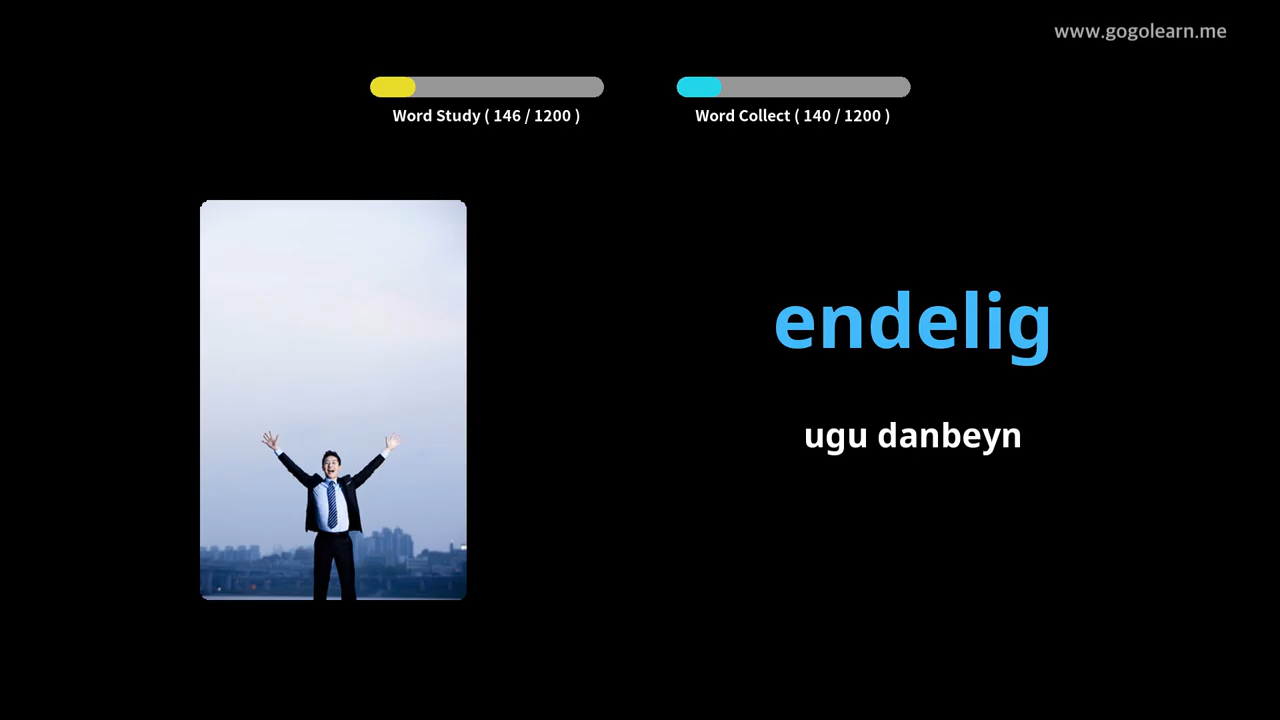 www.gogolearn.me
Word Study ( 146 / 1200 )
Word Collect ( 140 / 1200 )
endelig
ugu danbeyn